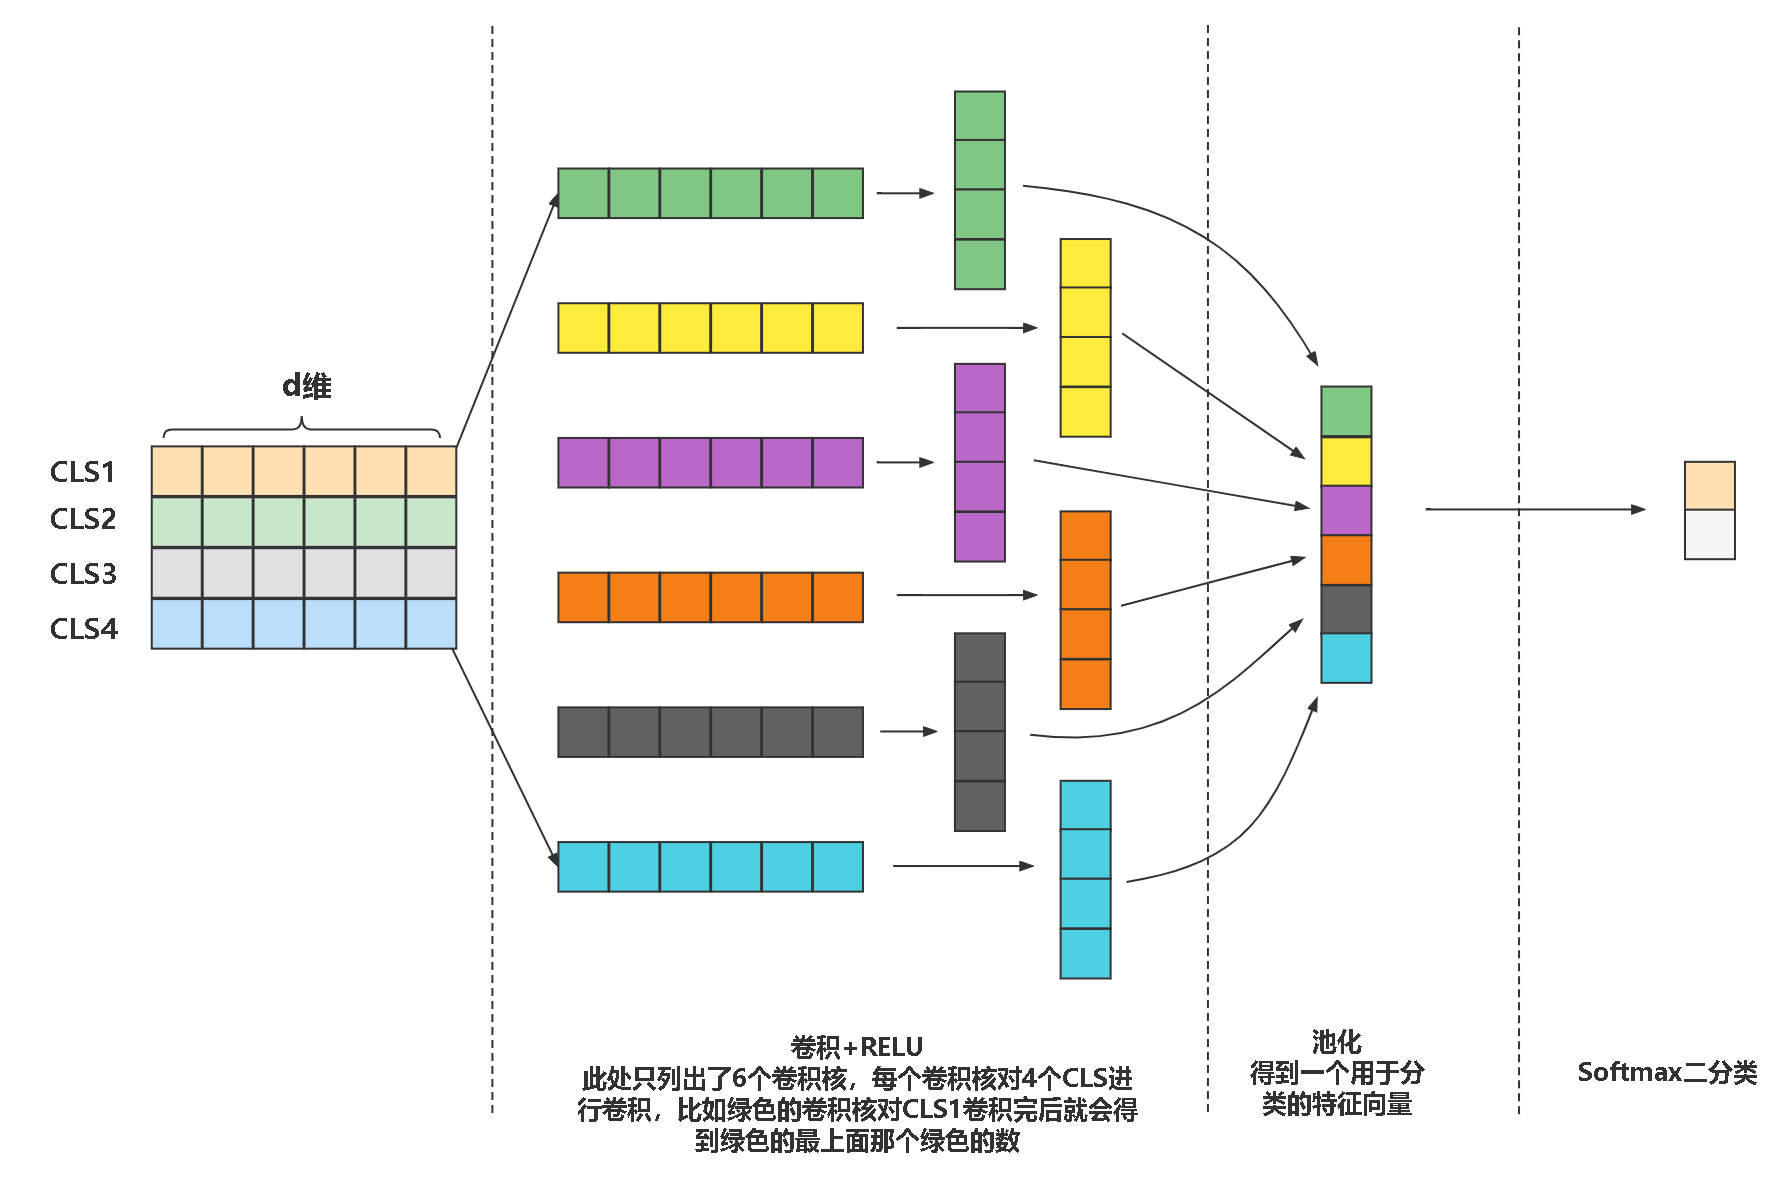 d维
CLS1
CLS2
CLS3
CLS4
卷积+RELU
此处只列出了6个卷积核，每个卷积核对4个CLS进
行卷积，比如绿色的卷积核对CLS1卷积完后就会得
到绿色的最上面那个绿色的数
池化
得到一个用于分
类的特征向量
Softmax二分类